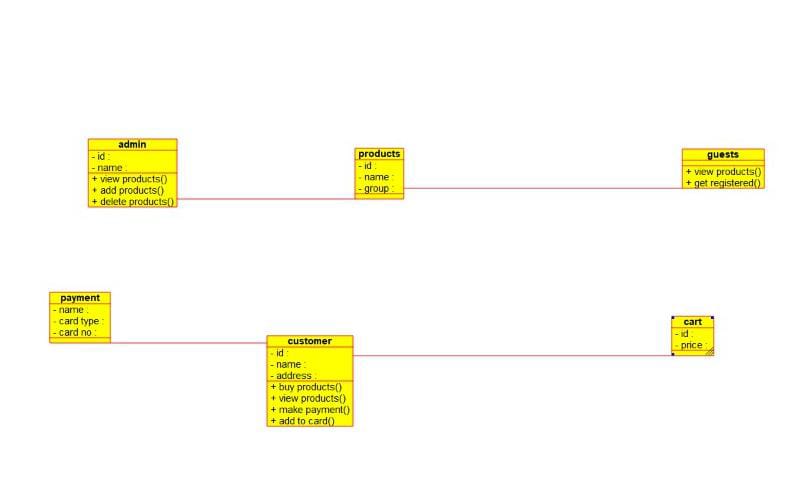 admin
- id :
- name :
+ view products()
+ add products()
+ delete products()
products
- id :
- name :
- group :
guests
+ view products()
+ get registered()
payment
- name :
- card type :
- card no :
customer
- id :
- name :
- address :
+ buy products()
+ view products()
+ make payment()
+ add to card()
cart
- id :
- price :